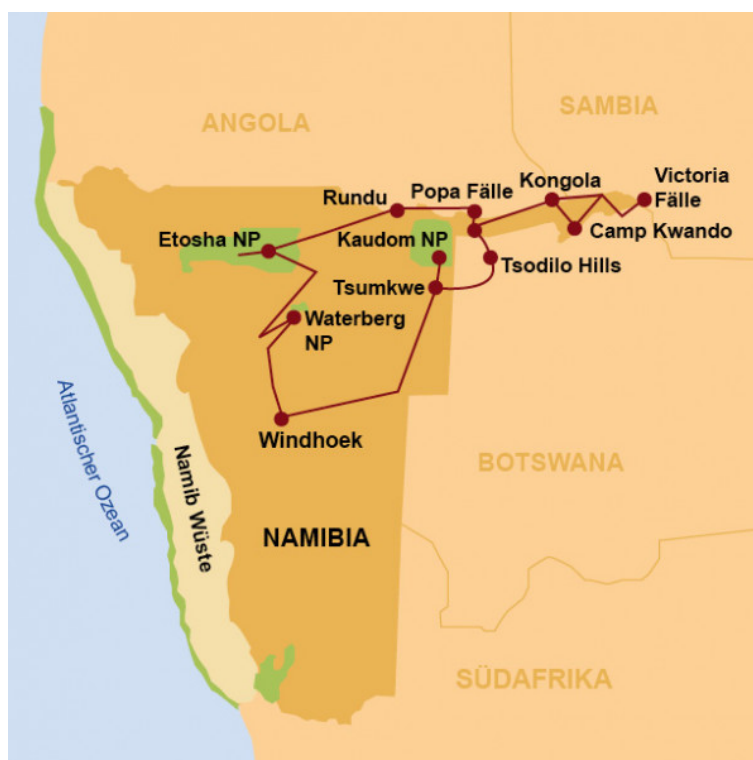 ANGOLA
SAMBIA
Rundu
Popa Fälle
Kongola
Victoria
Fälle
Etosha NP
Kaudom NP
Camp Kwando
Tsodilo Hills
Tsumkwe
Waterberg
NP
Windhoek
Atlantischer Ozean
Namib Wüste
NAMIBIA
BOTSWANA
SÜDAFRIKA